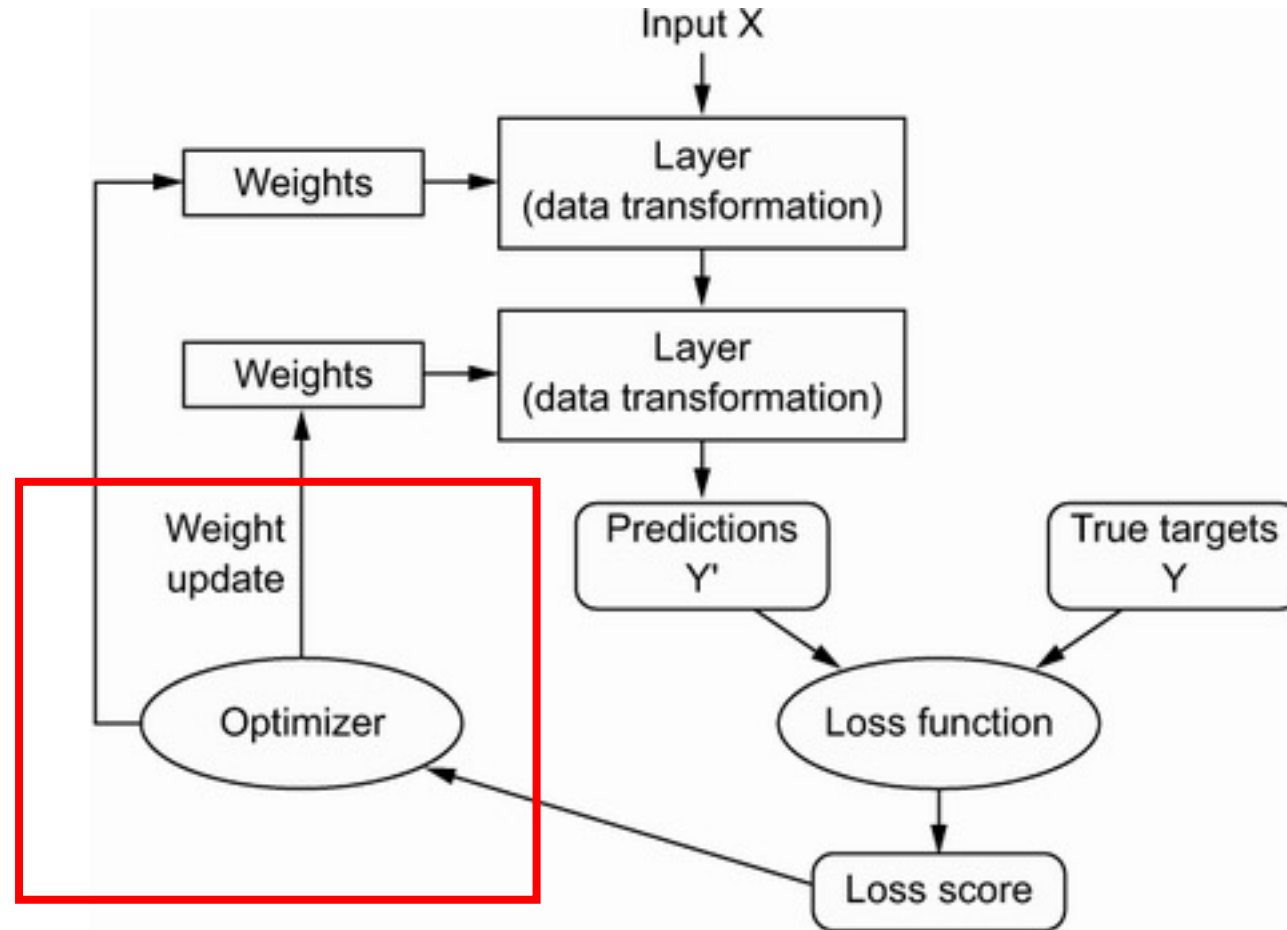 Input X
Weights
Layer
(data transformation)
Weights
Layer
(data transformation)
Weight
update
Predictions
Y'
True targets
Y
Optimizer
Loss function
Loss score